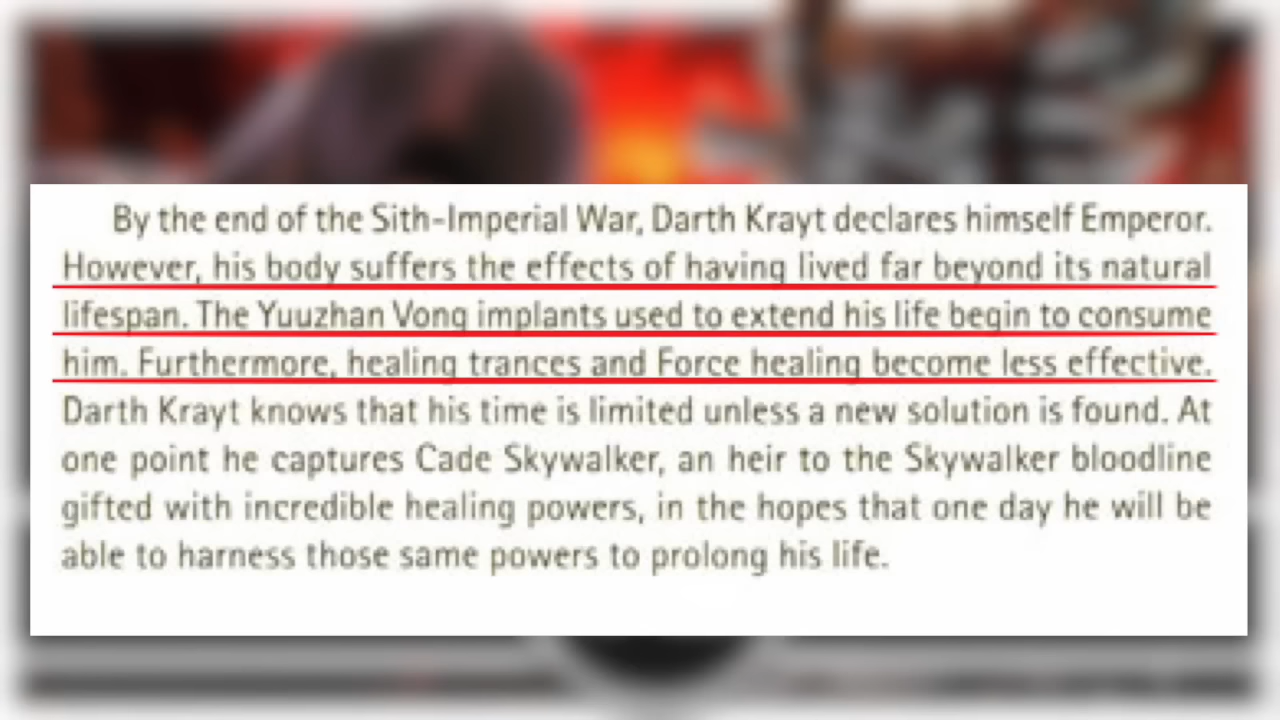 By the end of the Sith-Imperial War, Darth Krayt declares himself Emperor.
However, his body suffers the effects of having lived far beyond its natural
lifespan. The Yuuzhan Vong implants used to extend his life begin to consume
him. Furthermore, healing trances and Force healing become less effective.
Darth Krayt knows that his time is limited unless a new solution is found. At
one point he captures Cade Skywalker, an heir to the Skywalker bloodline
gifted with incredible healing powers, in the hopes that one day he will be
able to harness those same powers to prolong his life.